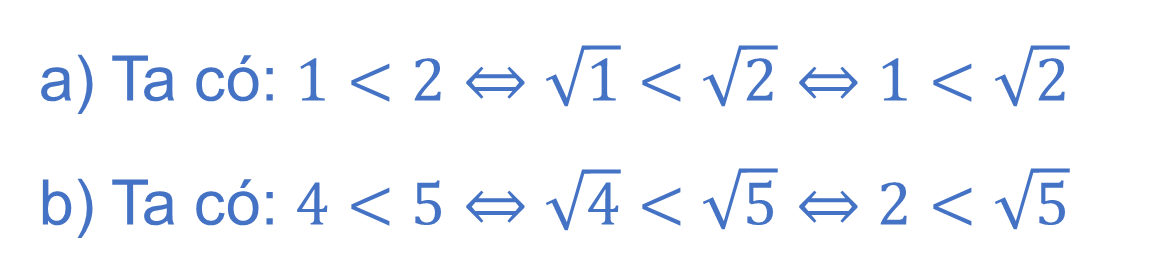 a) Ta có: 1 < 2 ⇔ √1 < √2 ⇔ 1 < √2
b) Ta có: 4 < 5 ⇔ √4 < √5 ⇔ 2 < √5